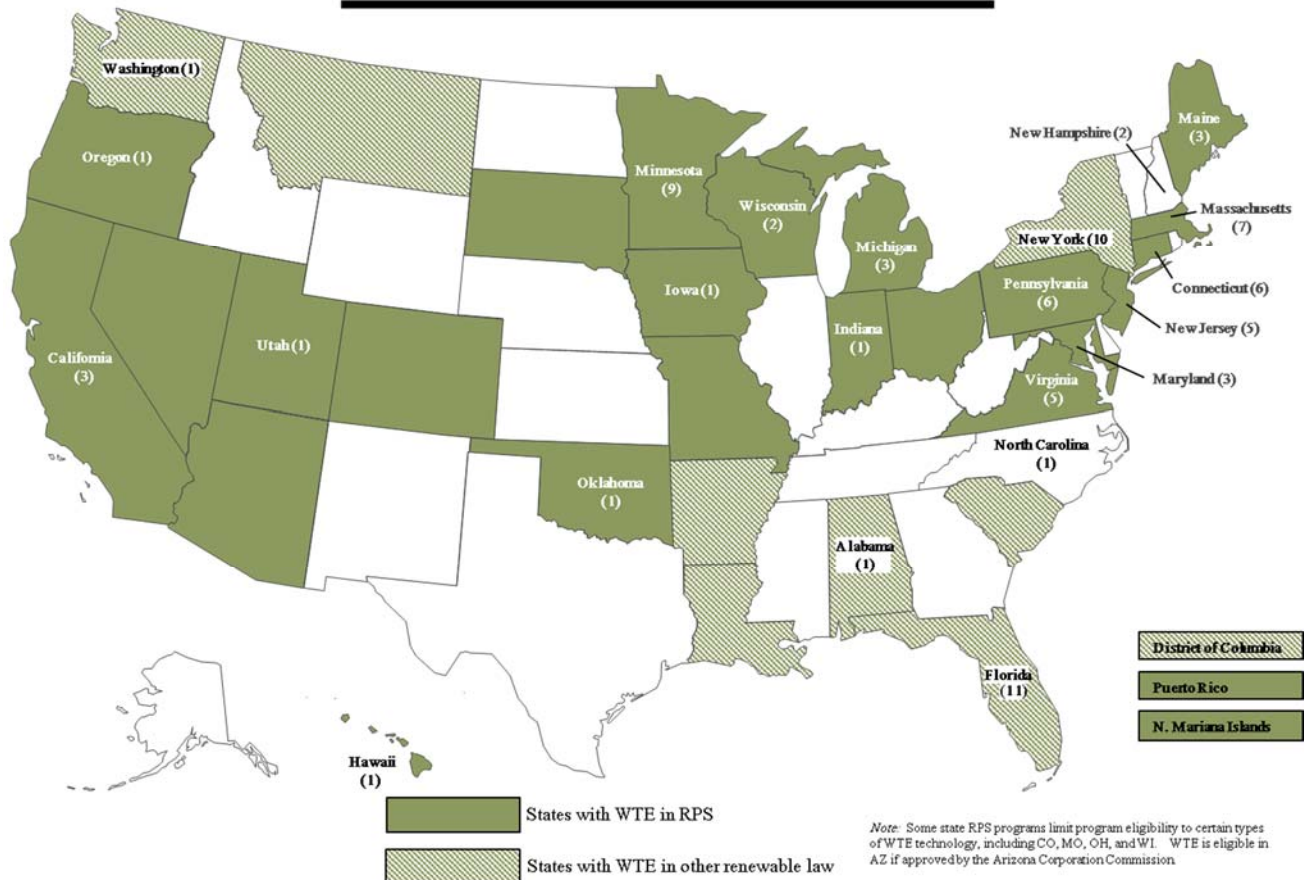 Washington (1)
Oregon (1)
California
(3)
Utah (1)
Minnesota
(9)
Wisconsin
(2)
Iowa (1)
Michigan
(3)
Indiana
(1)
Oklahoma
(1)
Maine
(3)
New Hampshire (2)
Massachusetts
(7)
New York (10
Connecticut (6)
Pennsylvania
(6)
New Jersey (5)
Maryland (3)
Virginia
(5)
North Carolina
(1)
Alabama
(1)
Florida
(11)
Hawaii
(1)
District of Columbia
Puerto Rico
N. Mariana Islands
States with WTE in RPS
States with WTE in other renewable law
Note: Some state RPS programs limit program eligibility to certain types
of WTE technology, including CO, MO, OH, and WI. WTE is eligible in
AZ if approved by the Arizona Corporation Commission